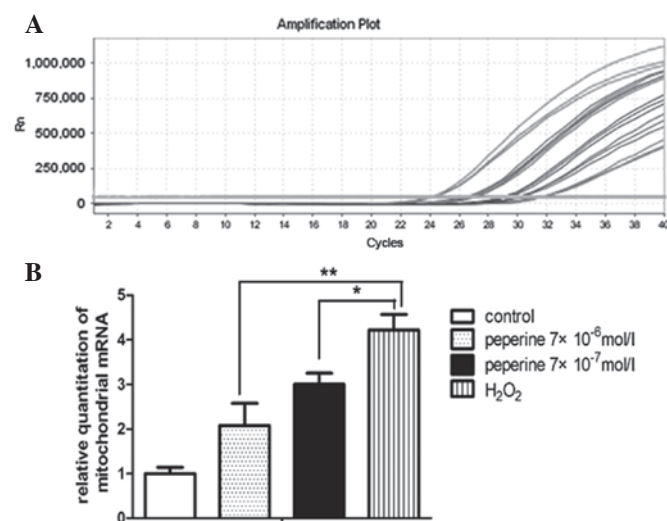 A
Amplification Plot
1,000,000
750,000
500,000
250,000
0
Rn
2 4 6 8 10 12 14 16 18 20 22 24 26 28 30 32 34 36 38 40
Cycles
B
relative quantitation of
mitochondrial mRNA
5
4
3
2
1
0
**
*
control
peperine 7× 10⁻⁶mol/l
peperine 7× 10⁻⁷mol/l
H₂O₂